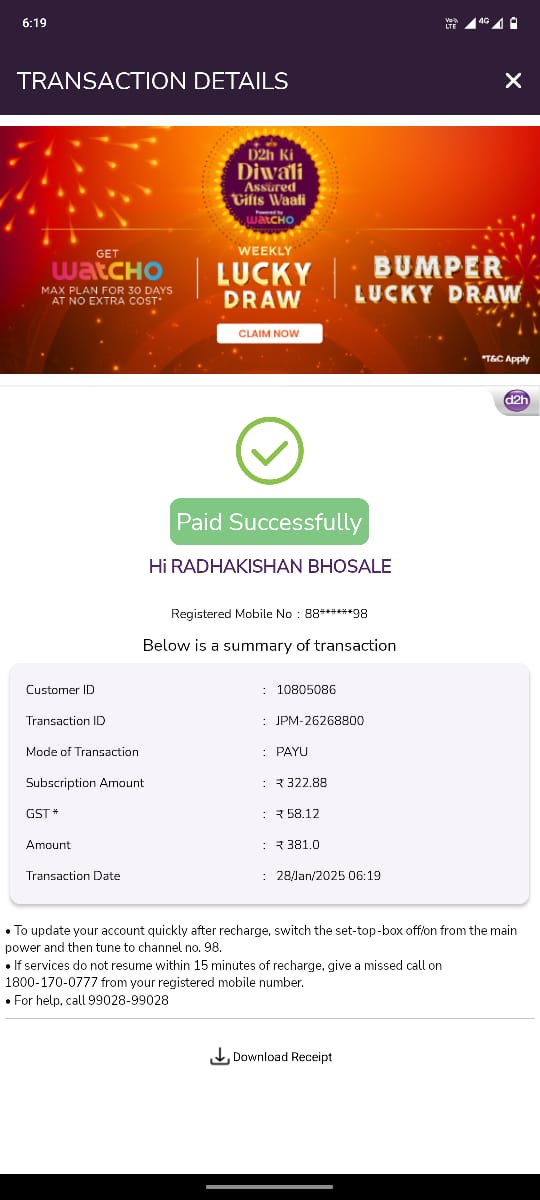 6:19
Vo))
LTE
4G
TRANSACTION DETAILS
D2h Ki
Diwali
Assured
Gifts Waali
Powered by
WATCHO
GET
WATCHO
MAX PLAN FOR 30 DAYS
AT NO EXTRA COST*
WEEKLY
LUCKY
DRAW
BUMPER
LUCKY DRAW
CLAIM NOW
*T&C Apply
d2h
Paid Successfully
Hi RADHAKISHAN BHOSALE
Registered Mobile No : 88******98
Below is a summary of transaction
Customer ID : 10805086
Transaction ID : JPM-26268800
Mode of Transaction : PAYU
Subscription Amount : ₹ 322.88
GST * : ₹ 58.12
Amount : ₹ 381.0
Transaction Date : 28/Jan/2025 06:19
• To update your account quickly after recharge, switch the set-top-box off/on from the main
power and then tune to channel no. 98.
• If services do not resume within 15 minutes of recharge, give a missed call on
1800-170-0777 from your registered mobile number.
• For help, call 99028-99028
Download Receipt